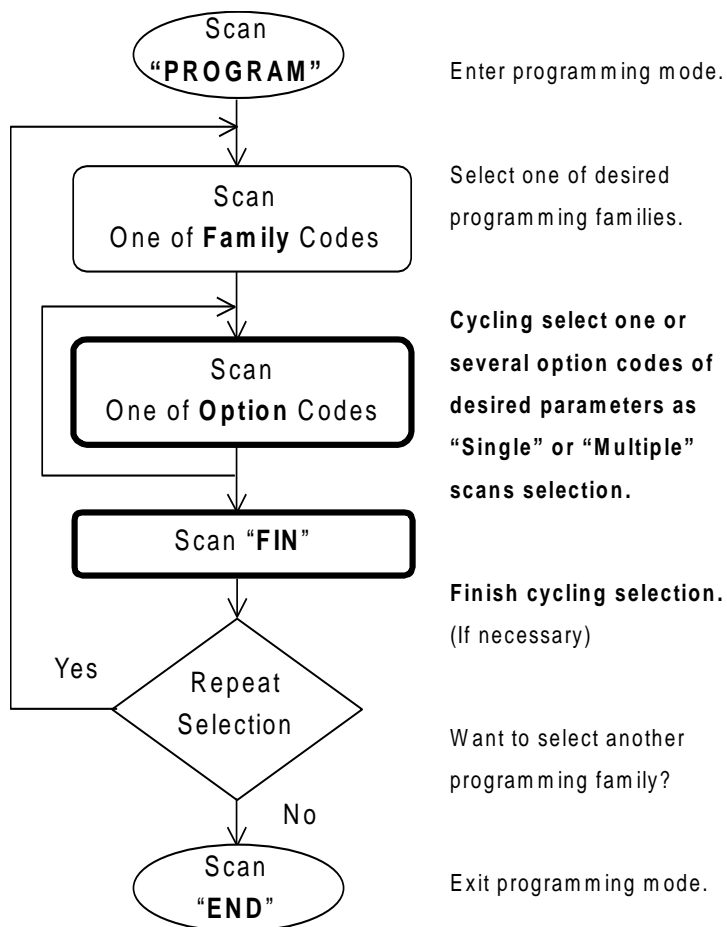 Scan
“PROGRAM”
Enter programming mode.
Scan
One of Family Codes
Select one of desired
programming families.
Scan
One of Option Codes
Cycling select one or
several option codes of
desired parameters as
“Single” or “Multiple”
scans selection.
Scan “FIN”
Finish cycling selection.
(If necessary)
Yes
Repeat
Selection
Want to select another
programming family?
No
Scan
“END”
Exit programming mode.